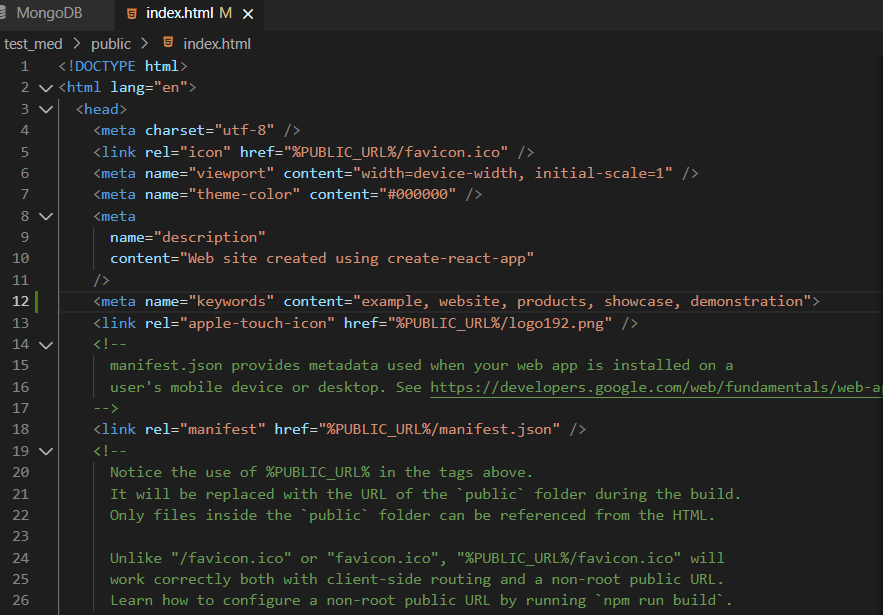 MongoDB
index.html M
test_med > public > index.html
1 <!DOCTYPE html>
2 <html lang="en">
3 <head>
4 <meta charset="utf-8" />
5 <link rel="icon" href="%PUBLIC_URL%/favicon.ico" />
6 <meta name="viewport" content="width=device-width, initial-scale=1" />
7 <meta name="theme-color" content="#000000" />
8 <meta
9 name="description"
10 content="Web site created using create-react-app"
11 />
12 <meta name="keywords" content="example, website, products, showcase, demonstration">
13 <link rel="apple-touch-icon" href="%PUBLIC_URL%/logo192.png" />
14 <!--
15 manifest.json provides metadata used when your web app is installed on a
16 user's mobile device or desktop. See https://developers.google.com/web/fundamentals/web-a
17 -->
18 <link rel="manifest" href="%PUBLIC_URL%/manifest.json" />
19 <!--
20 Notice the use of %PUBLIC_URL% in the tags above.
21 It will be replaced with the URL of the `public` folder during the build.
22 Only files inside the `public` folder can be referenced from the HTML.
23
24 Unlike "/favicon.ico" or "favicon.ico", "%PUBLIC_URL%/favicon.ico" will
25 work correctly both with client-side routing and a non-root public URL.
26 Learn how to configure a non-root public URL by running `npm run build`.